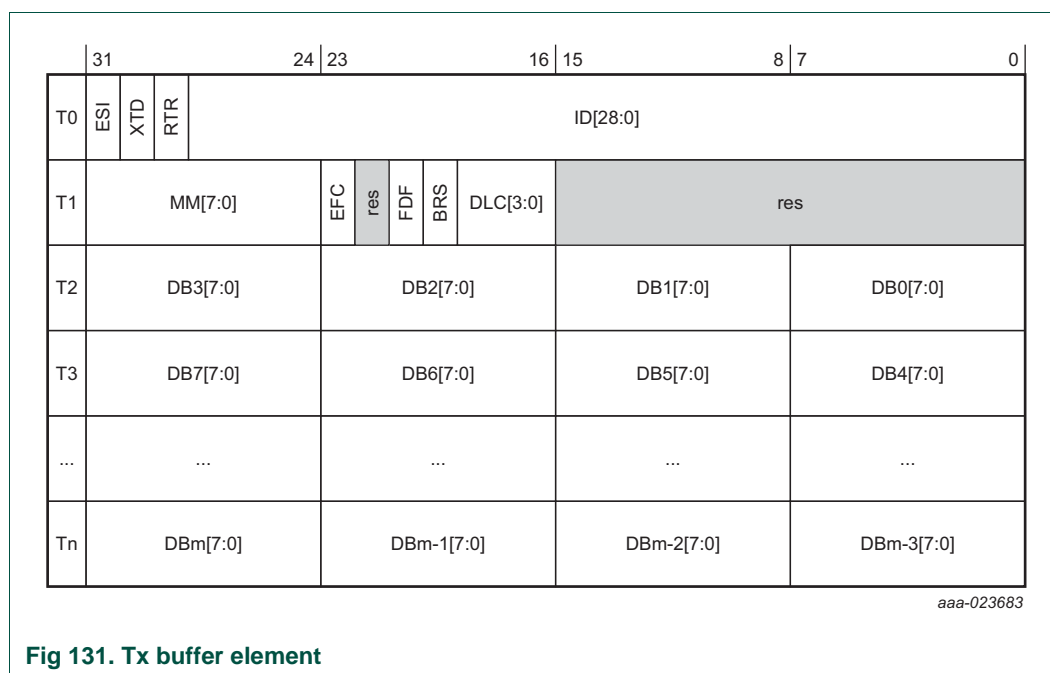 31 24 23 16 15 8 7 0
T0 ESI XTD RTR ID[28:0]
T1 MM[7:0] EFC res FDF BRS DLC[3:0] res
T2 DB3[7:0] DB2[7:0] DB1[7:0] DB0[7:0]
T3 DB7[7:0] DB6[7:0] DB5[7:0] DB4[7:0]
... ... ... ... ...
Tn DBm[7:0] DBm-1[7:0] DBm-2[7:0] DBm-3[7:0]
aaa-023683
Fig 131. Tx buffer element